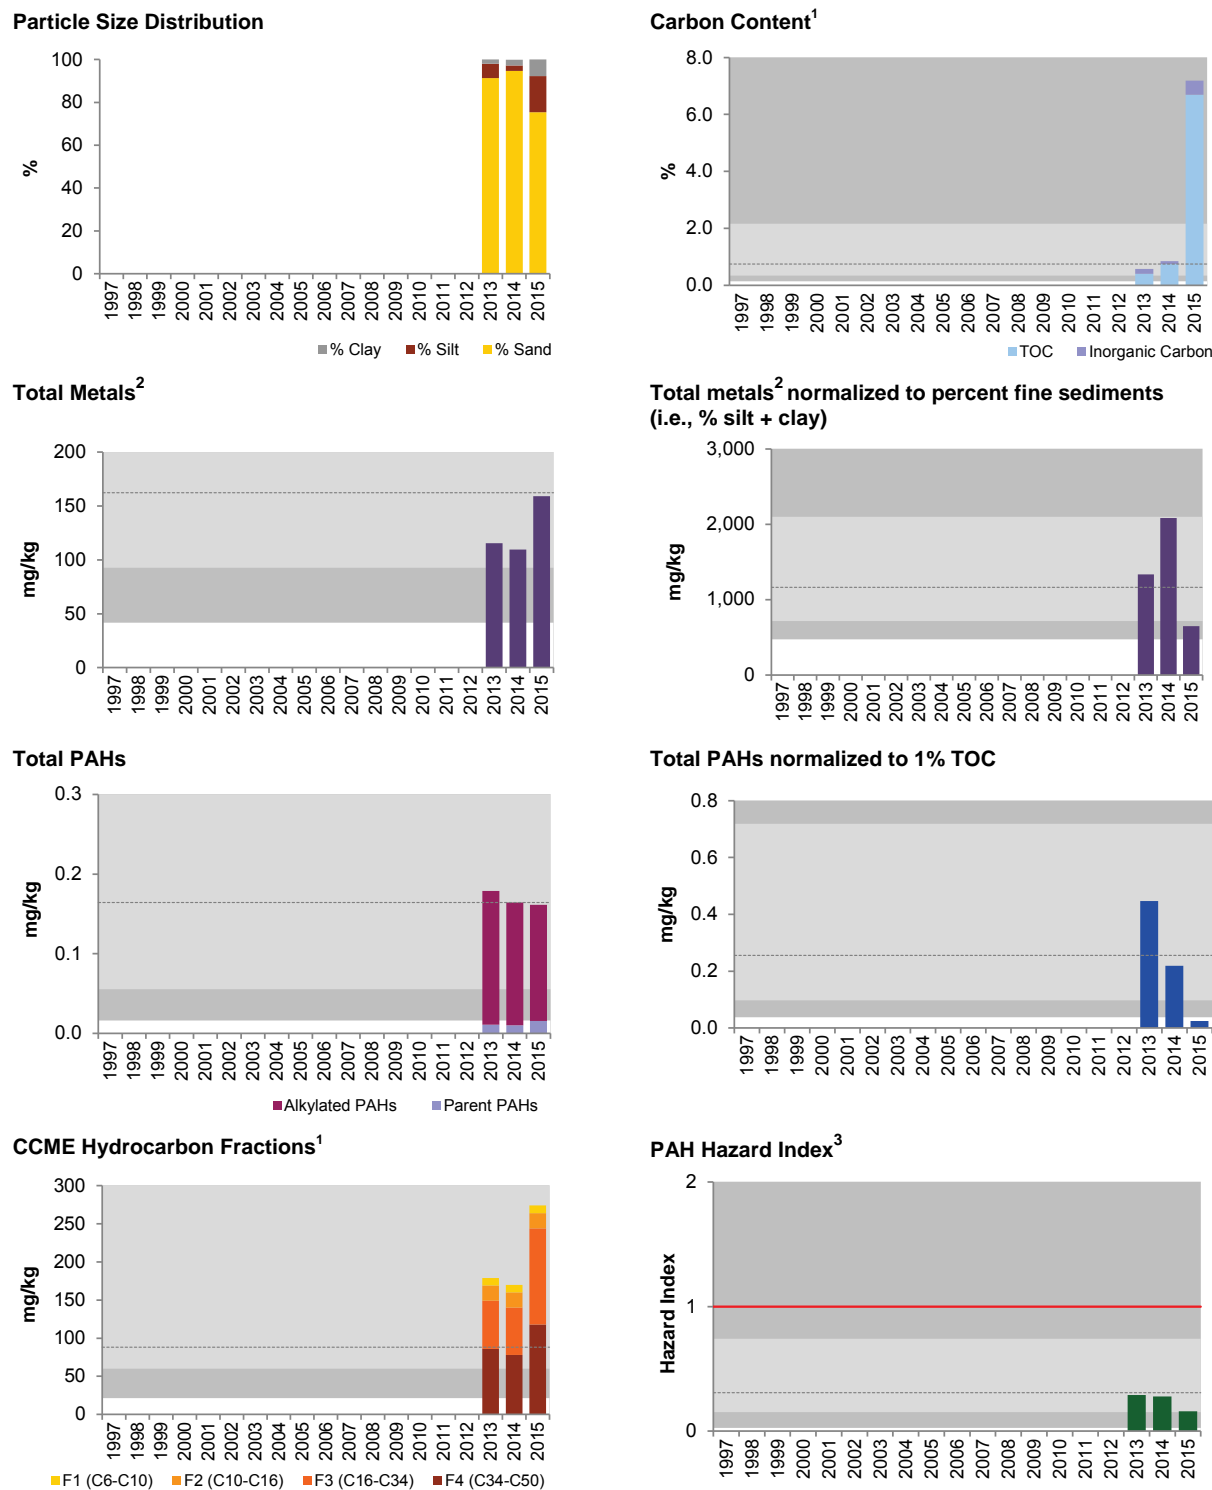 Particle Size Distribution
100
80
60
40
20
0
%
1997 1998 1999 2000 2001 2002 2003 2004 2005 2006 2007 2008 2009 2010 2011 2012 2013 2014 2015
% Clay % Silt % Sand
Carbon Content1
8.0
6.0
4.0
2.0
0.0
%
1997 1998 1999 2000 2001 2002 2003 2004 2005 2006 2007 2008 2009 2010 2011 2012 2013 2014 2015
TOC Inorganic Carbon
Total Metals2
200
150
100
50
0
mg/kg
1997 1998 1999 2000 2001 2002 2003 2004 2005 2006 2007 2008 2009 2010 2011 2012 2013 2014 2015
Total metals2 normalized to percent fine sediments
(i.e., % silt + clay)
3,000
2,000
1,000
0
mg/kg
1997 1998 1999 2000 2001 2002 2003 2004 2005 2006 2007 2008 2009 2010 2011 2012 2013 2014 2015
Total PAHs
0.3
0.2
0.1
0.0
mg/kg
1997 1998 1999 2000 2001 2002 2003 2004 2005 2006 2007 2008 2009 2010 2011 2012 2013 2014 2015
Alkylated PAHs Parent PAHs
Total PAHs normalized to 1% TOC
0.8
0.6
0.4
0.2
0.0
mg/kg
1997 1998 1999 2000 2001 2002 2003 2004 2005 2006 2007 2008 2009 2010 2011 2012 2013 2014 2015
CCME Hydrocarbon Fractions1
300
250
200
150
100
50
0
mg/kg
1997 1998 1999 2000 2001 2002 2003 2004 2005 2006 2007 2008 2009 2010 2011 2012 2013 2014 2015
F1 (C6-C10) F2 (C10-C16) F3 (C16-C34) F4 (C34-C50)
PAH Hazard Index3
2
1
0
Hazard Index
1997 1998 1999 2000 2001 2002 2003 2004 2005 2006 2007 2008 2009 2010 2011 2012 2013 2014 2015